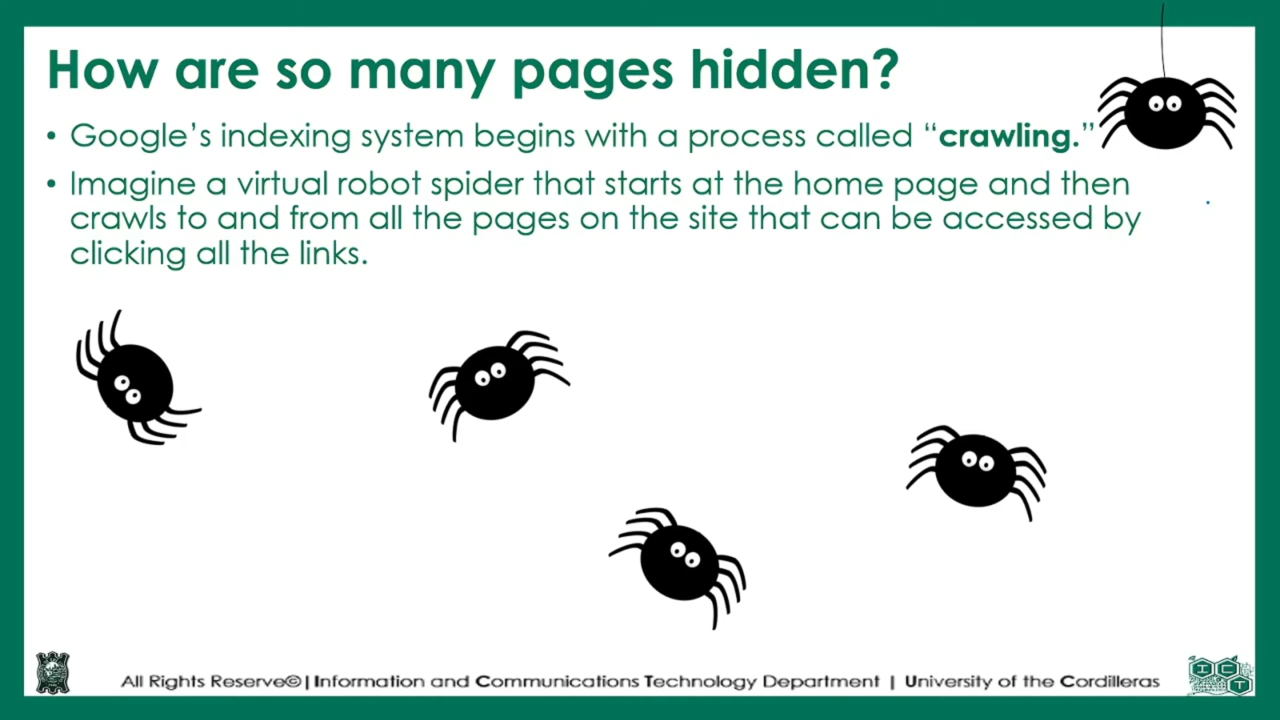 How are so many pages hidden?
• Google’s indexing system begins with a process called “crawling.”
• Imagine a virtual robot spider that starts at the home page and then
crawls to and from all the pages on the site that can be accessed by
clicking all the links.
All Rights Reserve©|Information and Communications Technology Department | University of the Cordilleras
I C T